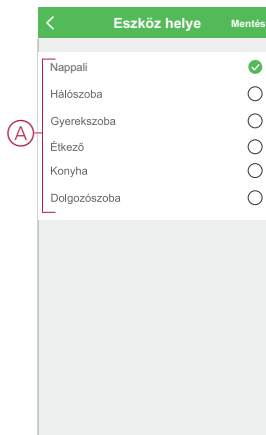 Eszköz helye Mentés
Nappali
Hálószoba
Gyerekszoba
A
Étkező
Konyha
Dolgozószoba